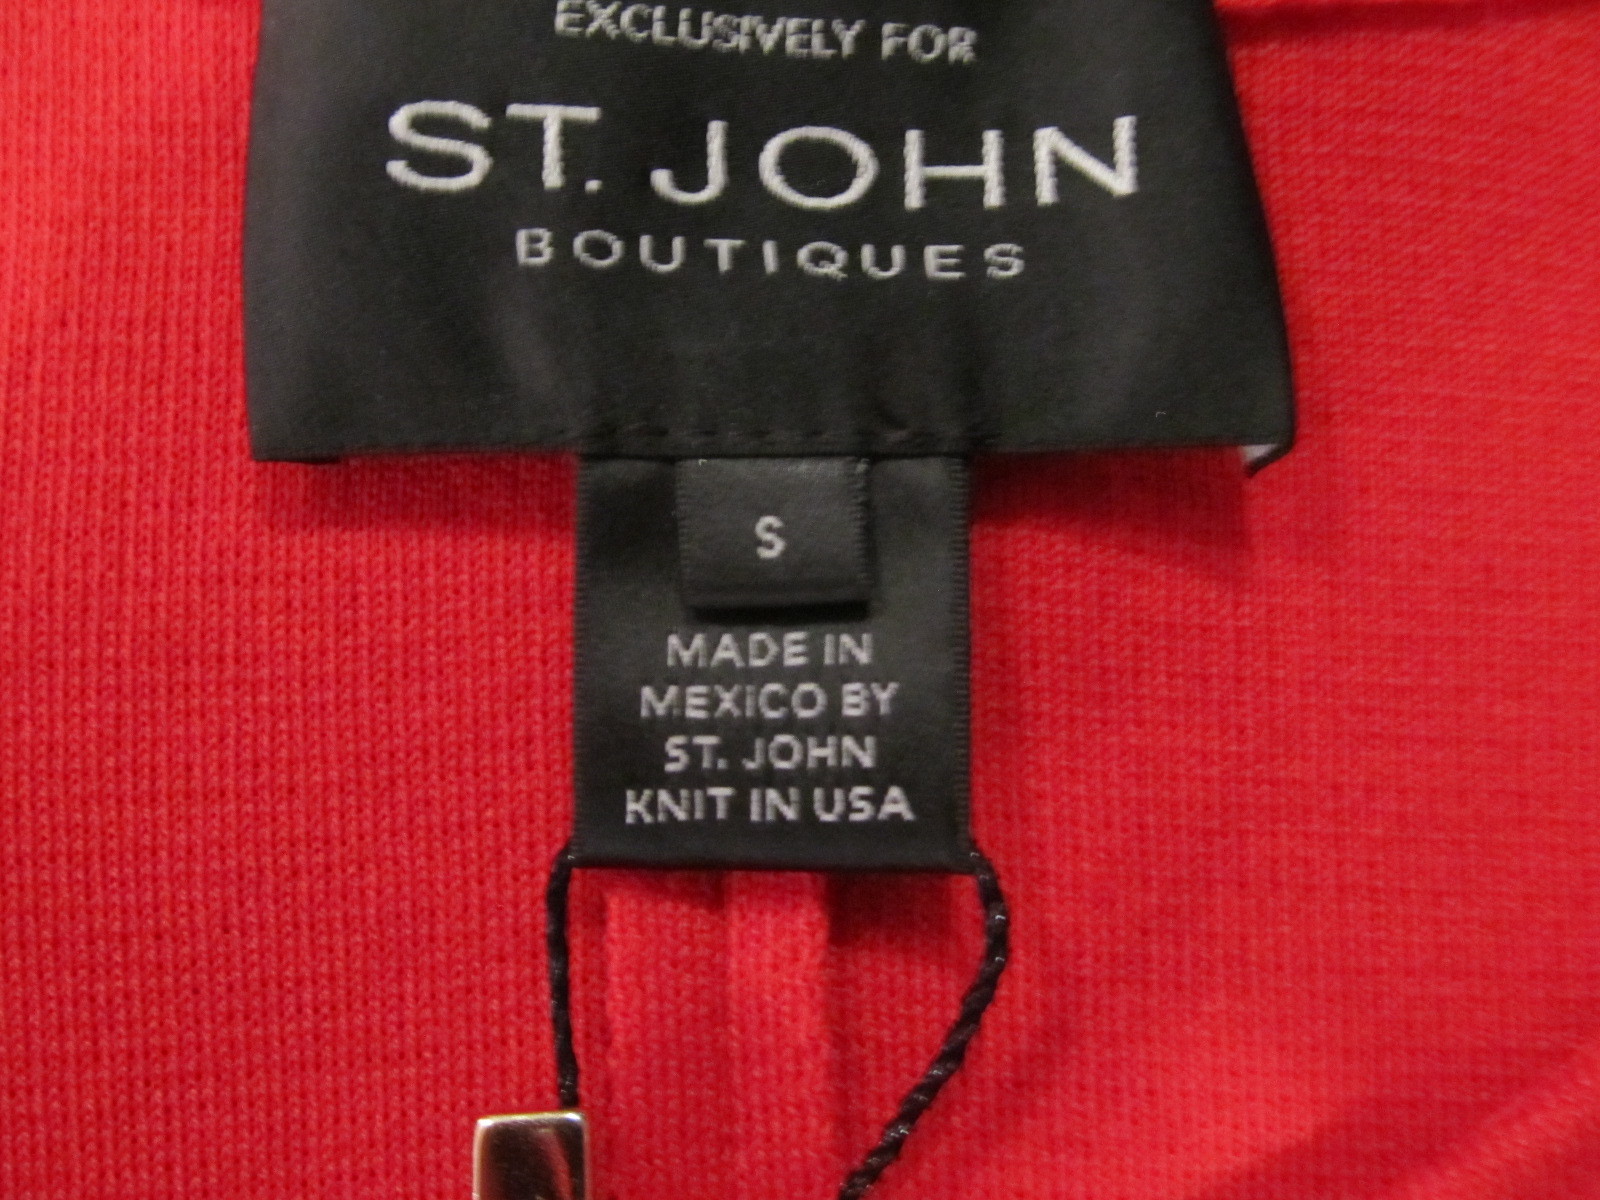 EXCLUSIVELY FOR
ST. JOHN
BOUTIQUES
S
MADE IN
MEXICO BY
ST. JOHN
KNIT IN USA